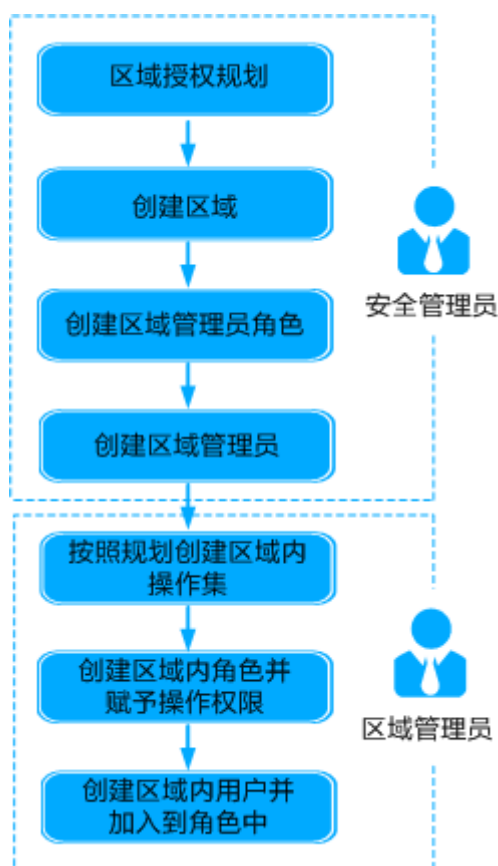 区域授权规划
创建区域
安全管理员
创建区域管理员角色
创建区域管理员
按照规划创建区域内
操作集
创建区域内角色并
赋予操作权限
区域管理员
创建区域内用户并
加入到角色中